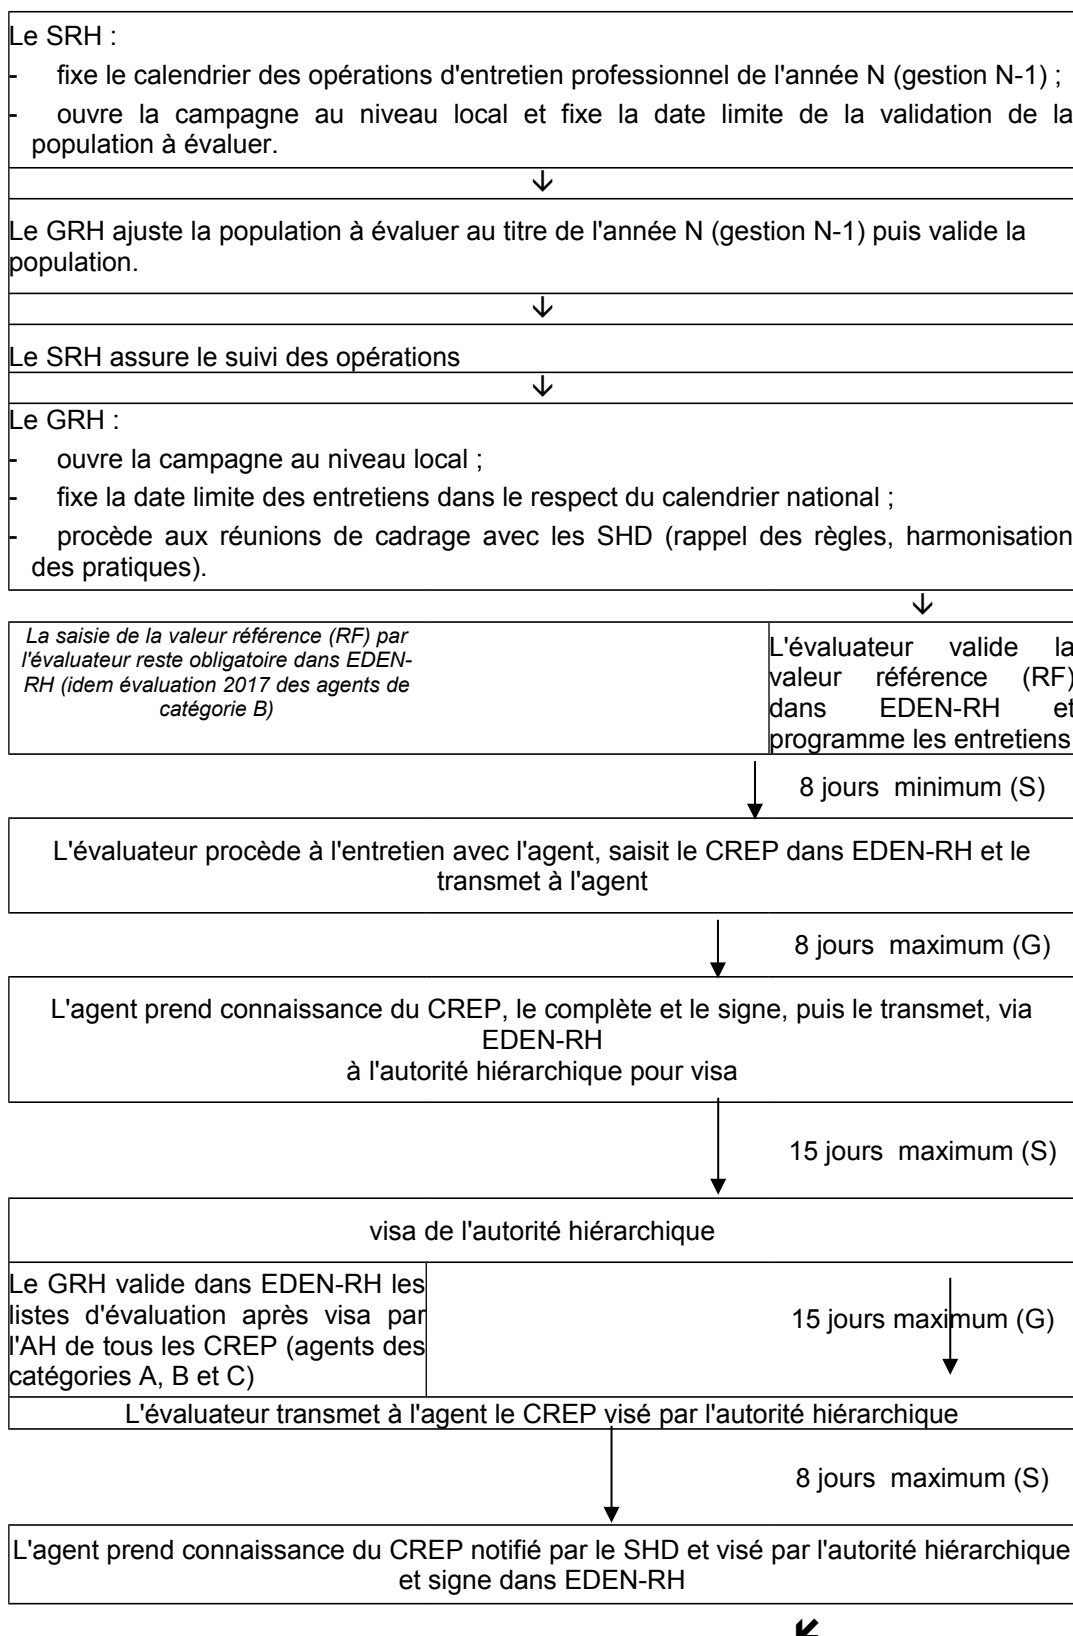 Le SRH :
- fixe le calendrier des opérations d'entretien professionnel de l'année N (gestion N-1) ;
- ouvre la campagne au niveau local et fixe la date limite de la validation de la
population à évaluer.
Le GRH ajuste la population à évaluer au titre de l'année N (gestion N-1) puis valide la
population.
Le SRH assure le suivi des opérations
Le GRH :
- ouvre la campagne au niveau local ;
- fixe la date limite des entretiens dans le respect du calendrier national ;
- procède aux réunions de cadrage avec les SHD (rappel des règles, harmonisation
des pratiques).
La saisie de la valeur référence (RF) par
l'évaluateur reste obligatoire dans EDEN-
RH (idem évaluation 2017 des agents de
catégorie B)
L'évaluateur valide la
valeur référence (RF)
dans EDEN-RH et
programme les entretiens
8 jours minimum (S)
L'évaluateur procède à l'entretien avec l'agent, saisit le CREP dans EDEN-RH et le
transmet à l'agent
8 jours maximum (G)
L'agent prend connaissance du CREP, le complète et le signe, puis le transmet, via
EDEN-RH
à l'autorité hiérarchique pour visa
15 jours maximum (S)
visa de l'autorité hiérarchique
Le GRH valide dans EDEN-RH les
listes d'évaluation après visa par
l'AH de tous les CREP (agents des
catégories A, B et C)
15 jours maximum (G)
L'évaluateur transmet à l'agent le CREP visé par l'autorité hiérarchique
8 jours maximum (S)
L'agent prend connaissance du CREP notifié par le SHD et visé par l'autorité hiérarchique
et signe dans EDEN-RH